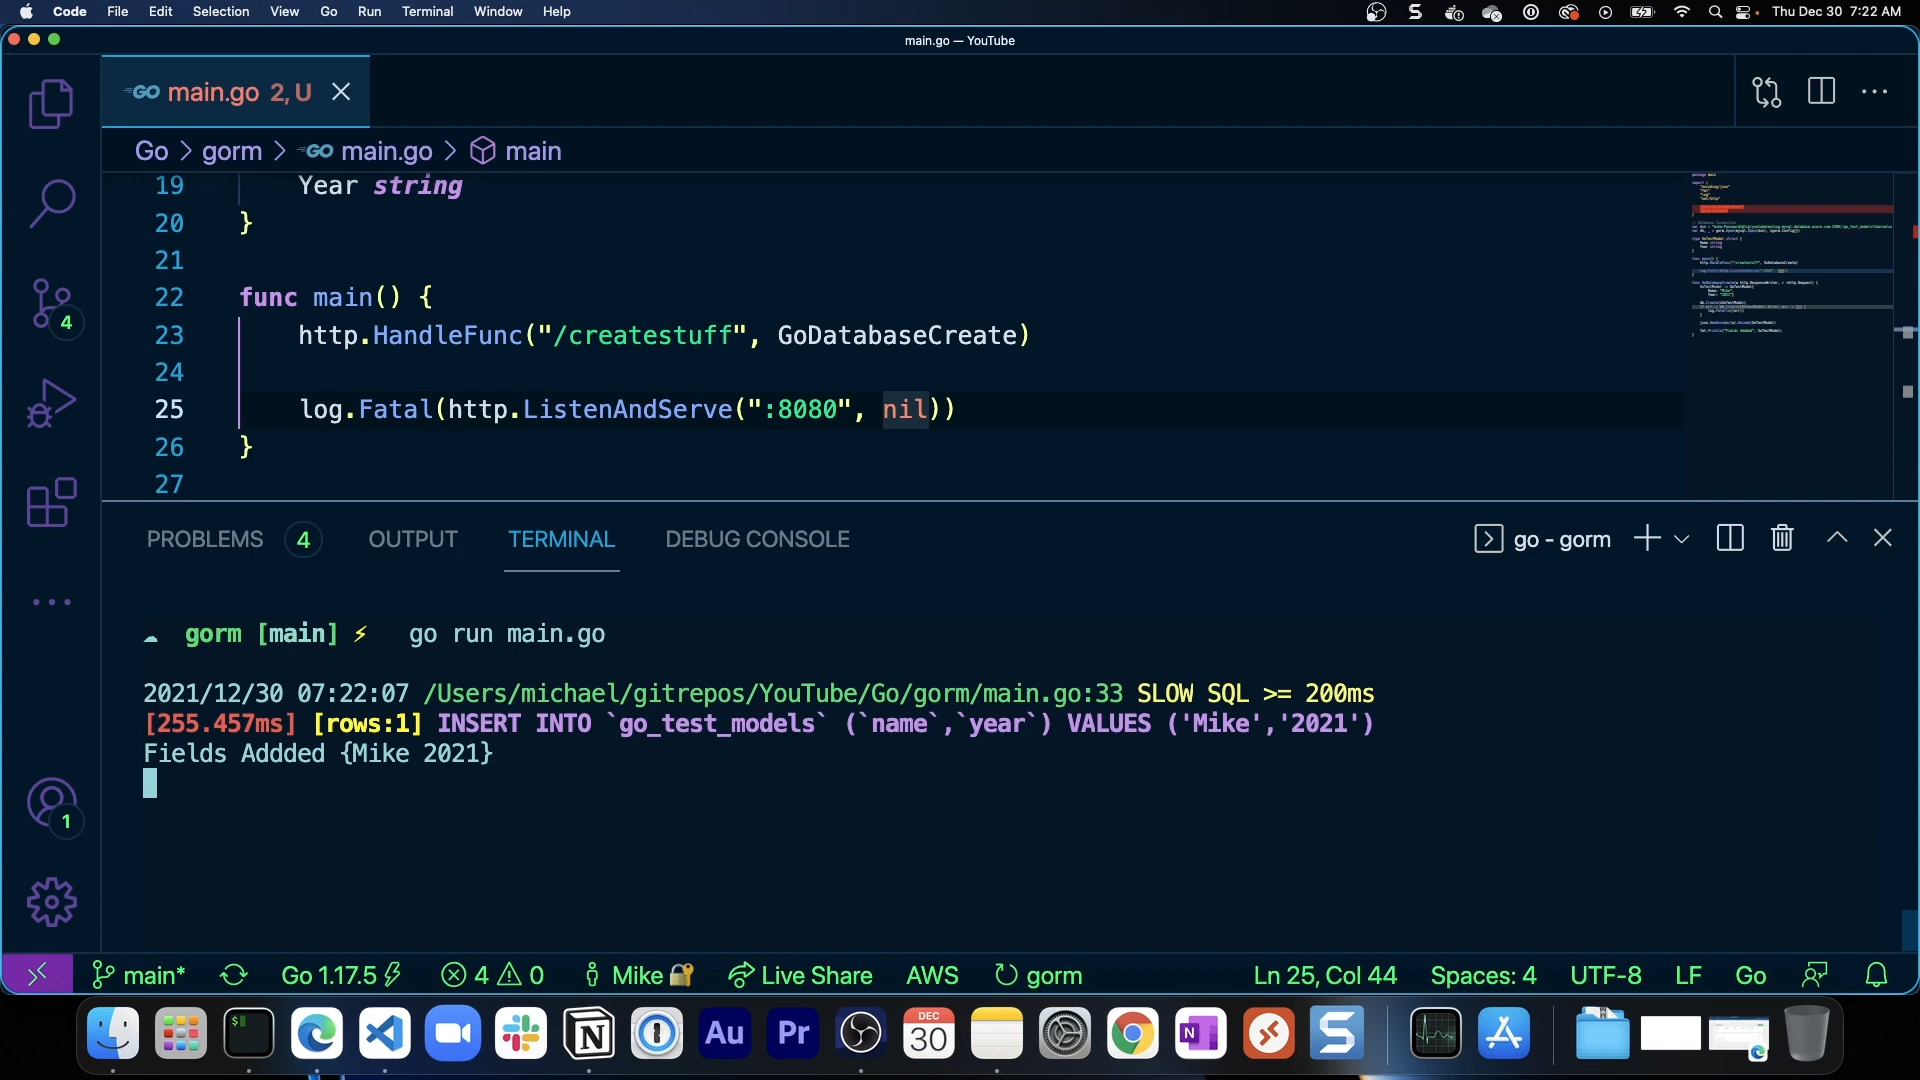 Code File Edit Selection View Go Run Terminal Window Help Thu Dec 30 7:22 AM
main.go — YouTube
GO main.go 2, U
Go > gorm > GO main.go > main
19 Year string
20 }
21
22 func main() {
23 http.HandleFunc("/createstuff", GoDatabaseCreate)
24
25 log.Fatal(http.ListenAndServe(":8080", nil))
26 }
27
4
PROBLEMS 4 OUTPUT TERMINAL DEBUG CONSOLE go - gorm
gorm [main] ⚡ go run main.go
2021/12/30 07:22:07 /Users/michael/gitrepos/YouTube/Go/gorm/main.go:33 SLOW SQL >= 200ms
[255.457ms] [rows:1] INSERT INTO `go_test_models` (`name`,`year`) VALUES ('Mike','2021')
Fields Addded {Mike 2021}
1
main* Go 1.17.5 4 0 Mike Live Share AWS gorm Ln 25, Col 44 Spaces: 4 UTF-8 LF Go
$ N Au Pr DEC 30 N S